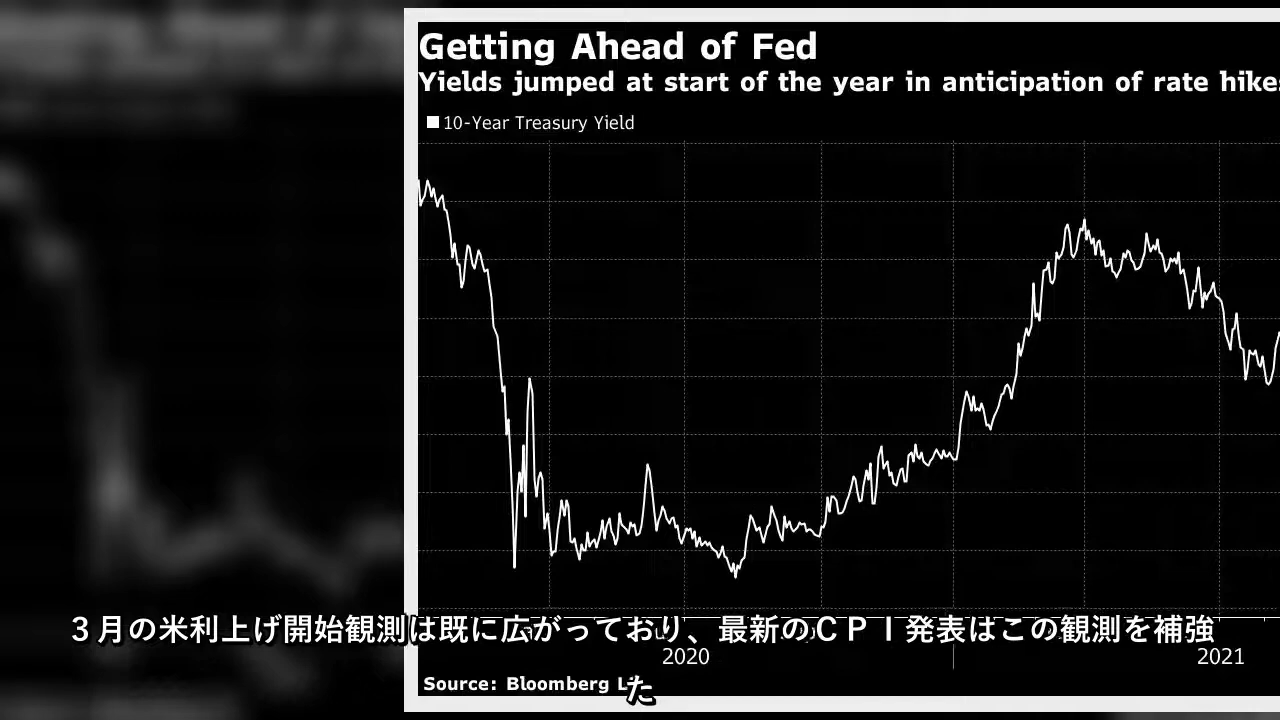 Getting Ahead of Fed
Yields jumped at start of the year in anticipation of rate hike
10-Year Treasury Yield
３月の米利上げ開始観測は既に広がっており、最新のＣＰＩ発表はこの観測を補強
2020
2021
Source: Bloomberg
た